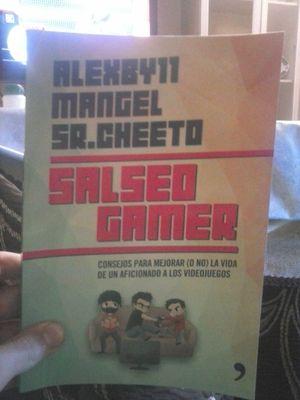 ALEXBY11
MANGEL
SR.CHEETO
SALSEO
GAMER
CONSEJOS PARA MEJORAR (O NO) LA VIDA
DE UN AFICIONADO A LOS VIDEOJUEGOS